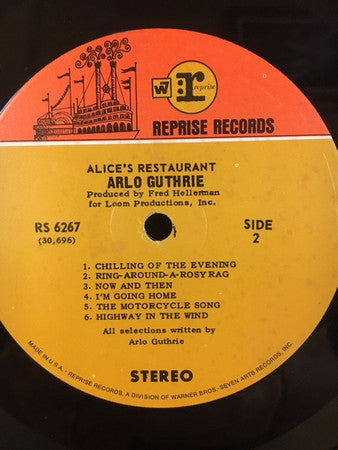 W
r
reprise
REPRISE RECORDS
ALICE'S RESTAURANT
ARLO GUTHRIE
Produced by Fred Hellerman
for Loom Productions, Inc.
RS 6267
(30,696)
SIDE
2
1. CHILLING OF THE EVENING
2. RING-AROUND-A-ROSY RAG
3. NOW AND THEN
4. I'M GOING HOME
5. THE MOTORCYCLE SONG
6. HIGHWAY IN THE WIND
All selections written by
Arlo Guthrie
STEREO
MADE IN U.S.A. · REPRISE RECORDS, A DIVISION OF WARNER BROS.-SEVEN ARTS RECORDS, INC.